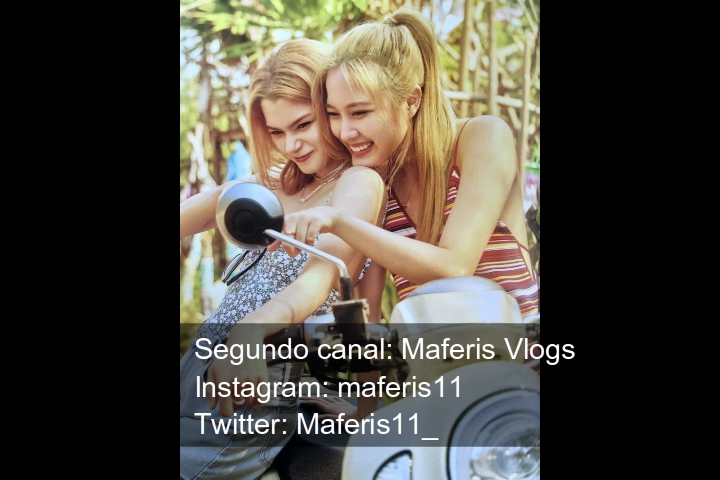 Segundo canal: Maferis Vlogs
Instagram: maferis11
Twitter: Maferis11_